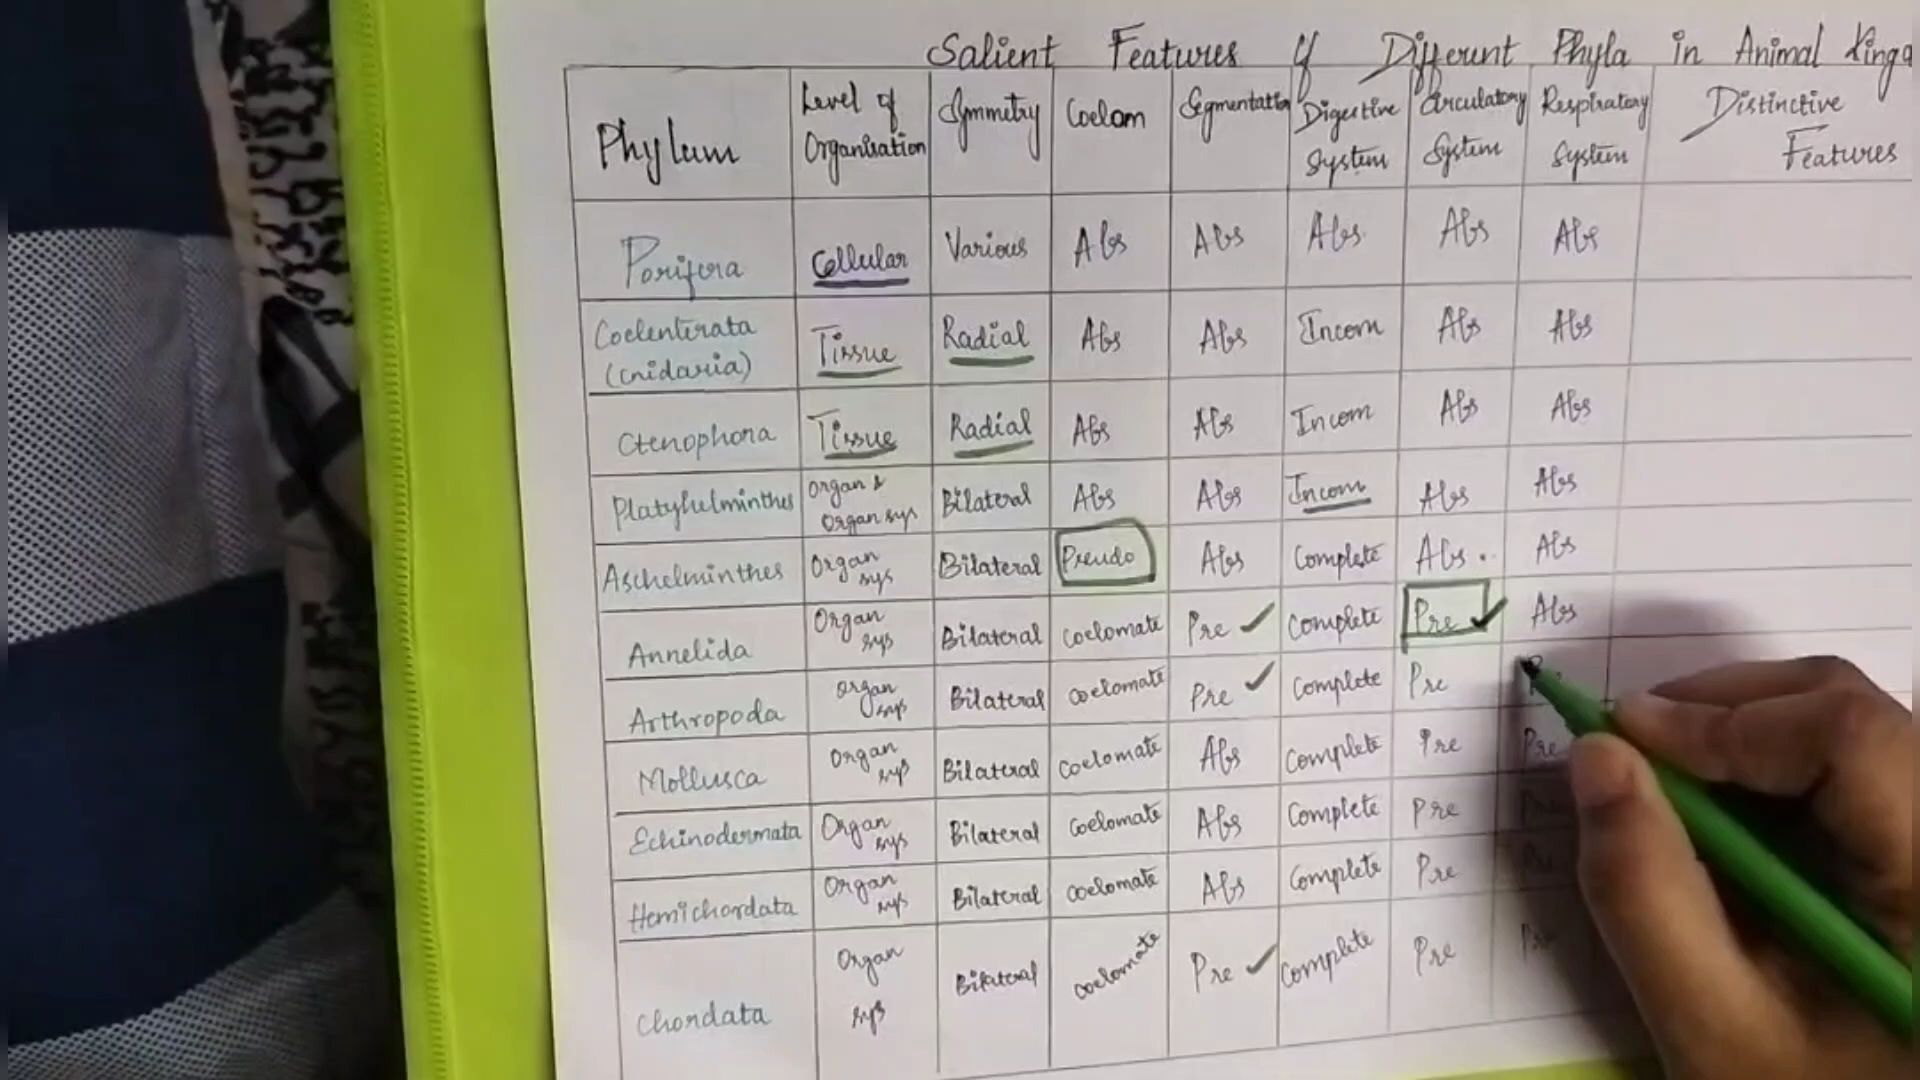 Salient Features of Different Phyla in Animal Kingd
Phylum
Level of
Organisation
Symmetry
Coelom
Segmentation
Digestive
System
Circulatory
System
Respiratory
System
Distinctive
Features
Porifera
Cellular
Various
Abs
Abs
Abs.
Abs
Abs
Coelenterata
(cnidaria)
Tissue
Radial
Abs
Abs
Incom
Abs
Abs
Ctenophora
Tissue
Radial
Abs
Abs
Incom
Abs
Abs
Platyhelminthes
Organ &
Organ sys
Bilateral
Abs
Abs
Incom
Abs
Abs
Aschelminthes
Organ
sys
Bilateral
Pseudo
Abs
Complete
Abs.
Abs
Annelida
Organ
sys
Bilateral
Coelomate
Pre ✓
Complete
Pre ✓
Abs
Arthropoda
Organ
sys
Bilateral
Coelomate
Pre ✓
Complete
Pre
Mollusca
Organ
sys
Bilateral
Coelomate
Abs
Complete
Pre
Pre
Echinodermata
Organ
sys
Bilateral
Coelomate
Abs
Complete
Pre
Pre
Hemichordata
Organ
sys
Bilateral
Coelomate
Abs
Complete
Pre
Pre
Chordata
Organ
sys
Bilateral
Coelomate
Pre ✓
Complete
Pre
Pre